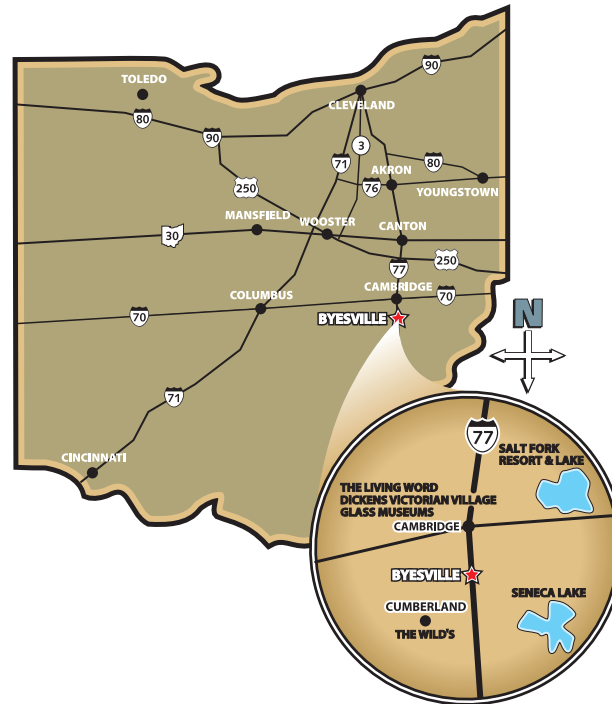 90
TOLEDO
CLEVELAND
80
90
3
71
AKRON
80
76
YOUNGSTOWN
250
MANSFIELD
WOOSTER
CANTON
30
77
250
CAMBRIDGE
70
COLUMBUS
70
BYESVILLE
N
71
CINCINNATI
77
SALT FORK
RESORT & LAKE
THE LIVING WORD
DICKENS VICTORIAN VILLAGE
GLASS MUSEUMS
CAMBRIDGE
BYESVILLE
SENECA LAKE
CUMBERLAND
THE WILD'S